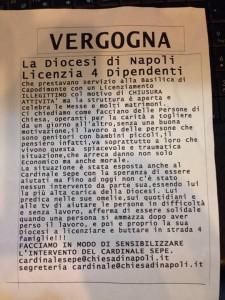 VERGOGNA
La Diocesi di Napoli
Licenzia 4 Dipendenti
Che prestavano servizio alla Basilica di
Capodimonte con un Licenziamento
ILLEGITTIMO col motivo di CHIUSURA
ATTIVITA' ma la struttura è aperta e
celebra le Messe e molti matrimoni.
Ci chiediamo come facciano delle Persone di
Chiesa, operanti per la carità a togliere
da un giorno all'altro, senza una buona
motivazione, il lavoro a delle persone che
sono genitori con bambini piccoli, il
pensiero infatti, va soprattutto a loro che
vivono questa spiacevole e traumatica
situazione, che arreca danno non solo
economico ma anche morale.
La situazione è stata esposta anche al
Cardinale Sepe con la speranza di essere
aiutati ma fino ad oggi non c'è stato
nessun intervento da parte sua, essendo lui
la più alta carica della Diocesi. Lui
predica nelle sue omelie, sui quotidiani e
alle tv di aiutare le persone in difficoltà
e senza lavoro, afferma di essere solidale
quando una persona si ammazza dopo aver
perso il lavoro, e poi è proprio la sua
Diocesi a licenziare e buttare in strada 4
famiglie!!!
FACCIAMO IN MODO DI SENSIBILIZZARE
L'INTERVENTO DEL CARDINALE SEPE.
cardinalesepe@chiesadinapoli.it
segreteria cardinale@chiesadinapoli.it